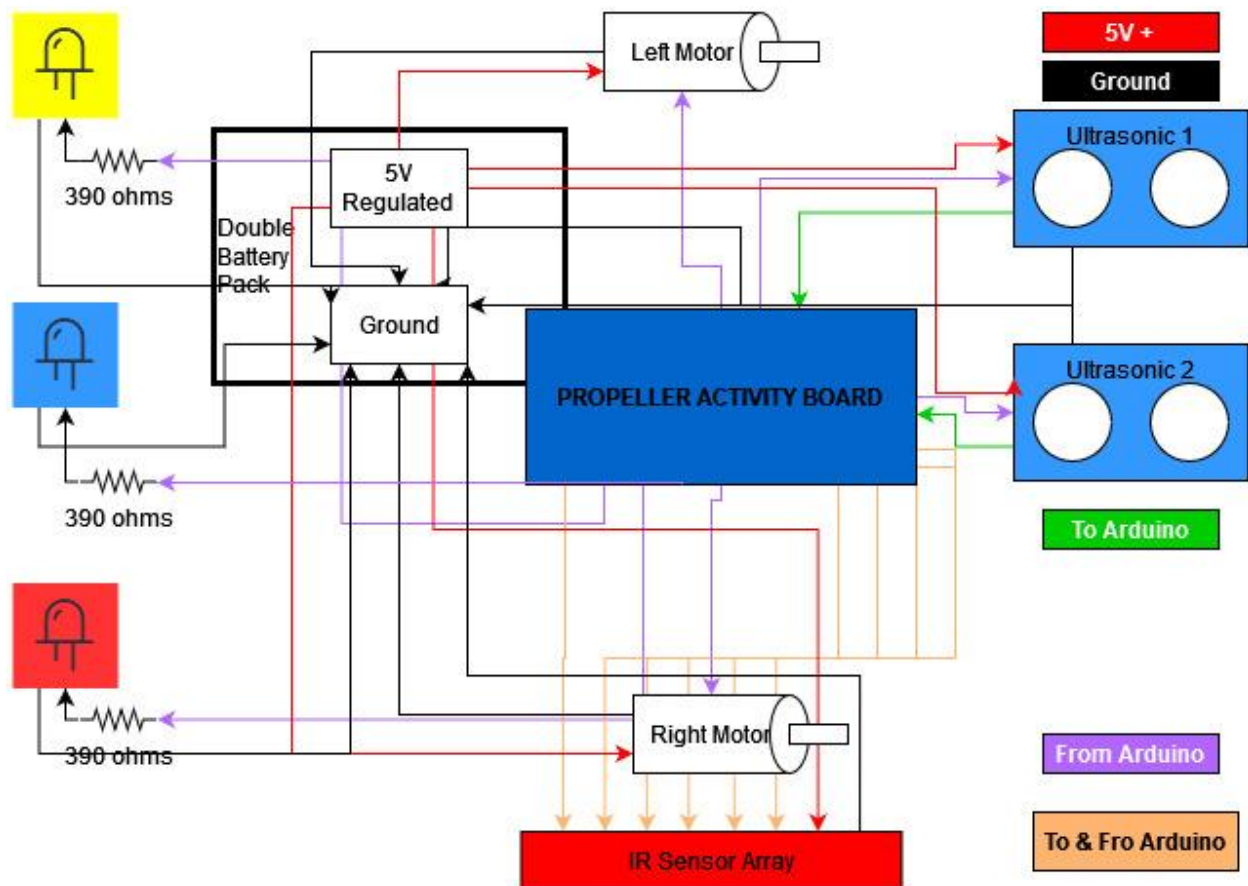 Left Motor
5V +
Ground
Ultrasonic 1
390 ohms
5V
Regulated
Double
Battery
Pack
Ground
Ultrasonic 2
PROPELLER ACTIVITY BOARD
390 ohms
To Arduino
390 ohms
Right Motor
From Arduino
To & Fro Arduino
IR Sensor Array